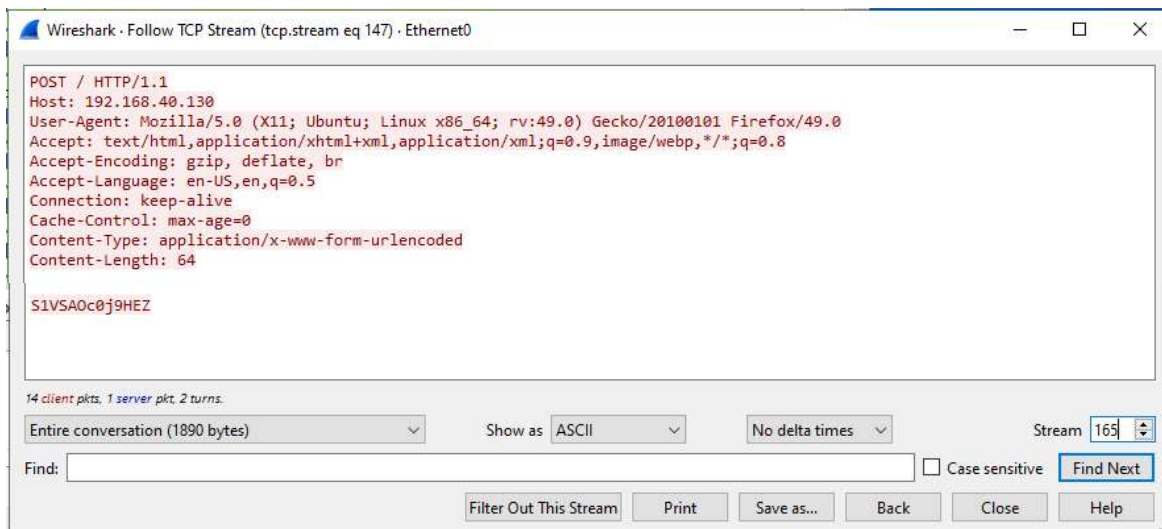 Wireshark · Follow TCP Stream (tcp.stream eq 147) · Ethernet0
POST / HTTP/1.1
Host: 192.168.40.130
User-Agent: Mozilla/5.0 (X11; Ubuntu; Linux x86_64; rv:49.0) Gecko/20100101 Firefox/49.0
Accept: text/html,application/xhtml+xml,application/xml;q=0.9,image/webp,*/*;q=0.8
Accept-Encoding: gzip, deflate, br
Accept-Language: en-US,en,q=0.5
Connection: keep-alive
Cache-Control: max-age=0
Content-Type: application/x-www-form-urlencoded
Content-Length: 64
S1VSAOc0j9HEZ
14 client pkts, 1 server pkt, 2 turns.
Entire conversation (1890 bytes) Show as ASCII No delta times Stream 165
Find: Case sensitive Find Next
Filter Out This Stream Print Save as... Back Close Help